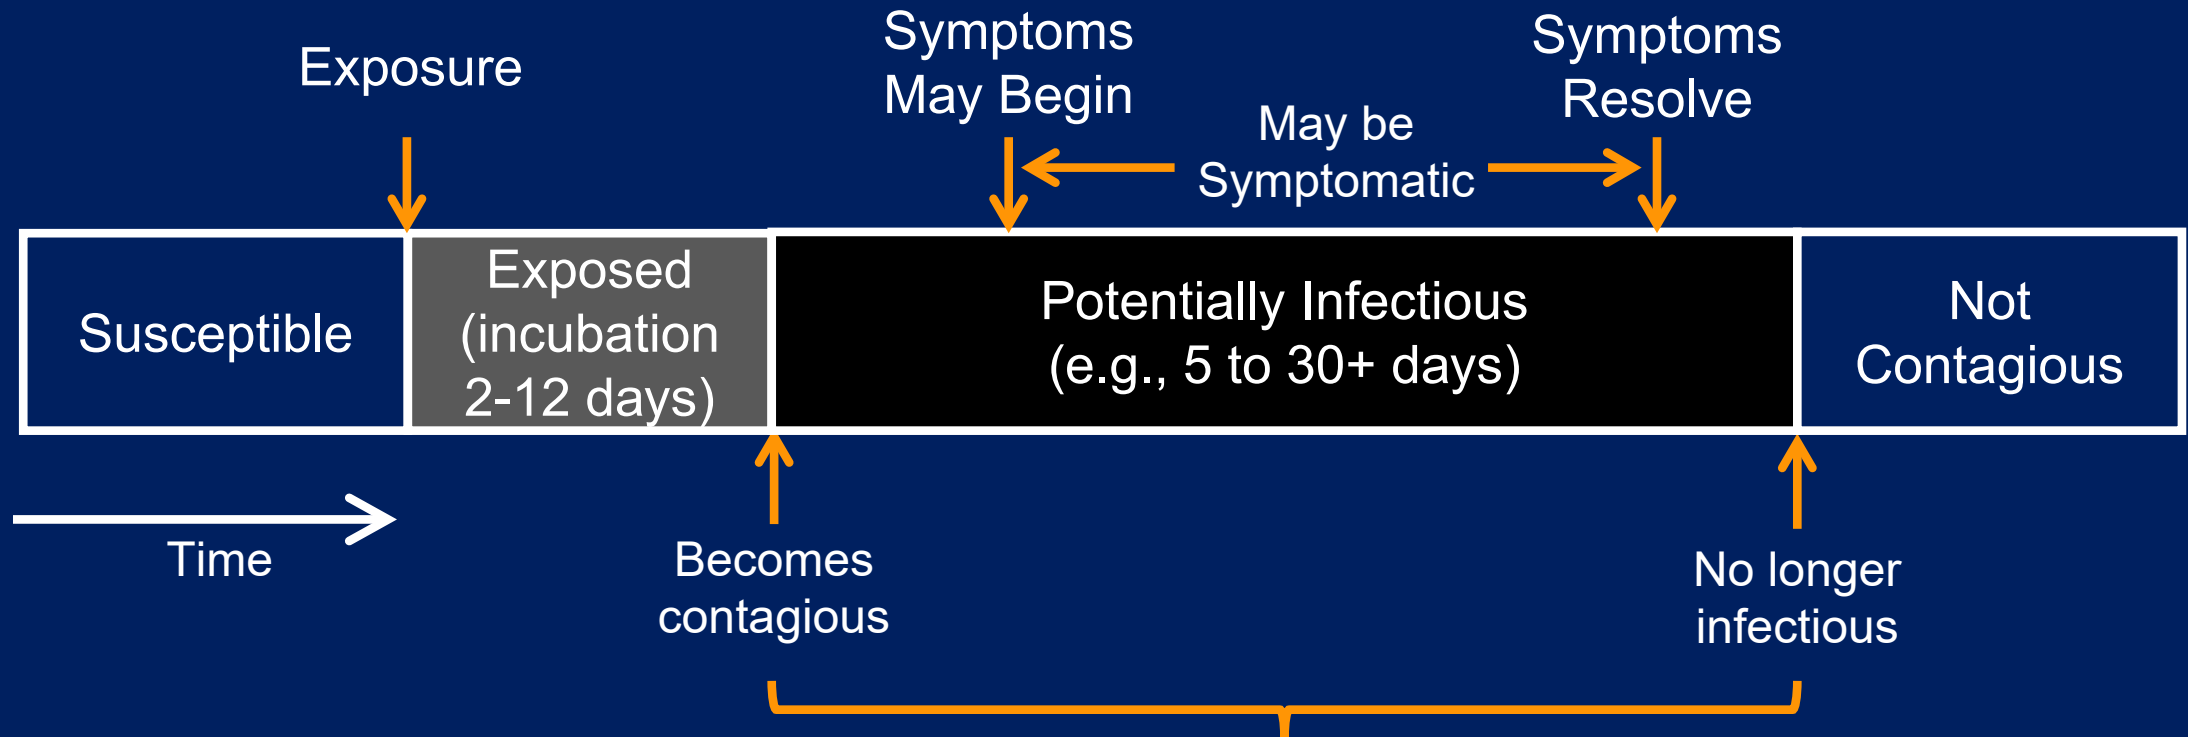 Exposure
Symptoms
May Begin
May be
Symptomatic
Symptoms
Resolve
Susceptible
Exposed
(incubation
2-12 days)
Potentially Infectious
(e.g., 5 to 30+ days)
Not
Contagious
Time
Becomes
contagious
No longer
infectious